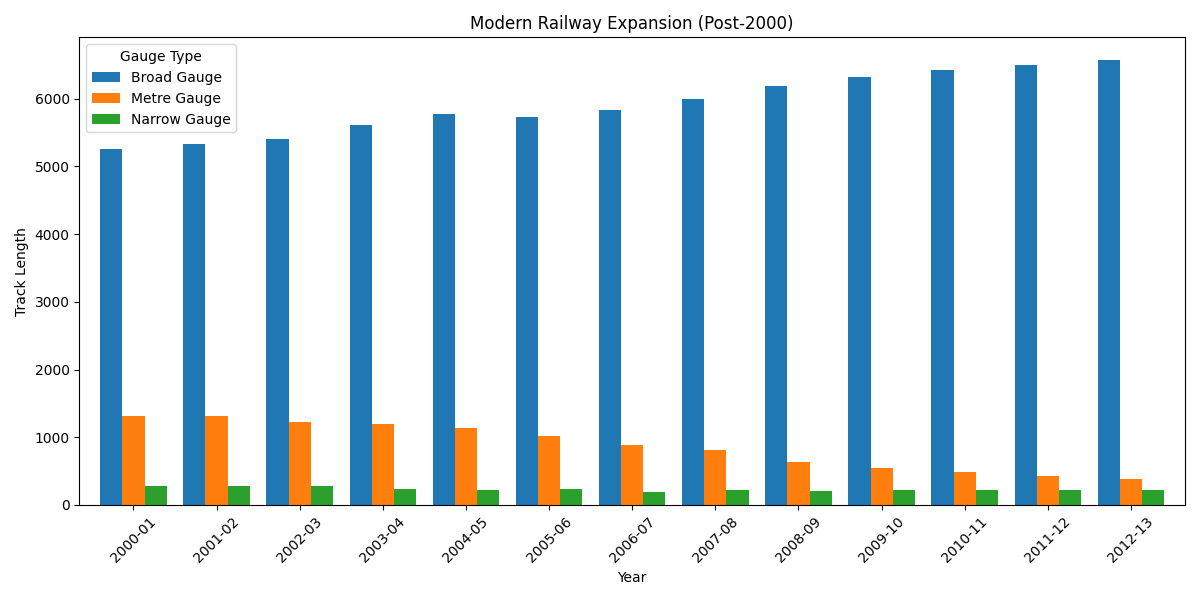 Modern Railway Expansion (Post-2000)
Gauge Type
Broad Gauge
Metre Gauge
Narrow Gauge
Track Length
6000
5000
4000
3000
2000
1000
0
2000-01
2001-02
2002-03
2003-04
2004-05
2005-06
2006-07
2007-08
2008-09
2009-10
2010-11
2011-12
2012-13
Year